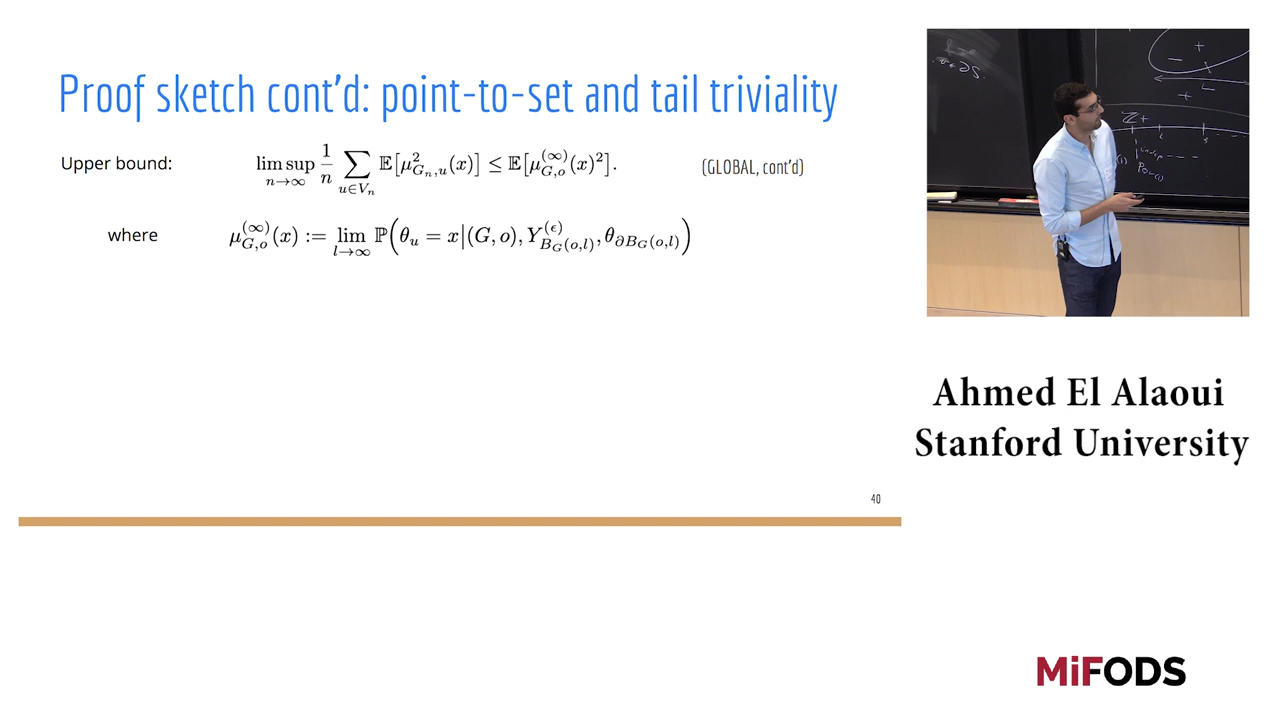 Proof sketch cont'd: point-to-set and tail triviality
Upper bound: lim sup_{n→∞} 1/n ∑_{u∈V_n} 𝔼[μ²_{G_n,u}(x)] ≤ 𝔼[μ^{(∞)}_{G,o}(x)²]. (GLOBAL, cont'd)
where μ^{(∞)}_{G,o}(x) := lim_{l→∞} ℙ(θ_u = x|(G, o), Y^{(ϵ)}_{B_G(o,l)}, θ_{∂B_G(o,l)})
40
Ahmed El Alaoui
Stanford University
MiFODS